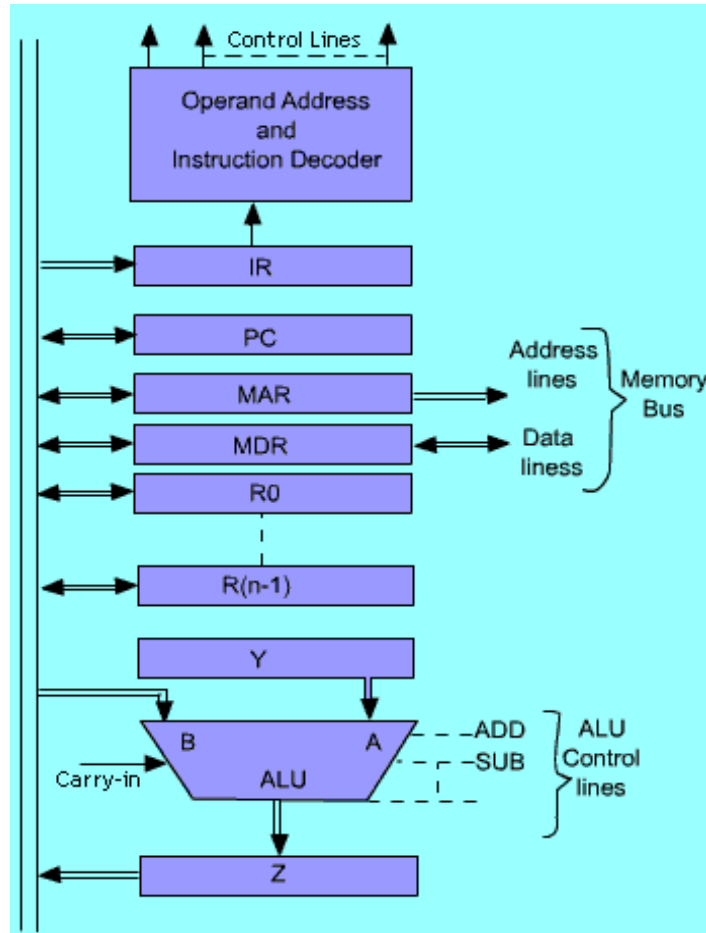 Control Lines
Operand Address
and
Instruction Decoder
IR
PC
MAR
MDR
R0
R(n-1)
Address
lines
Data
liness
Memory
Bus
Y
B
A
ALU
Carry-in
ADD
SUB
ALU
Control
lines
Z